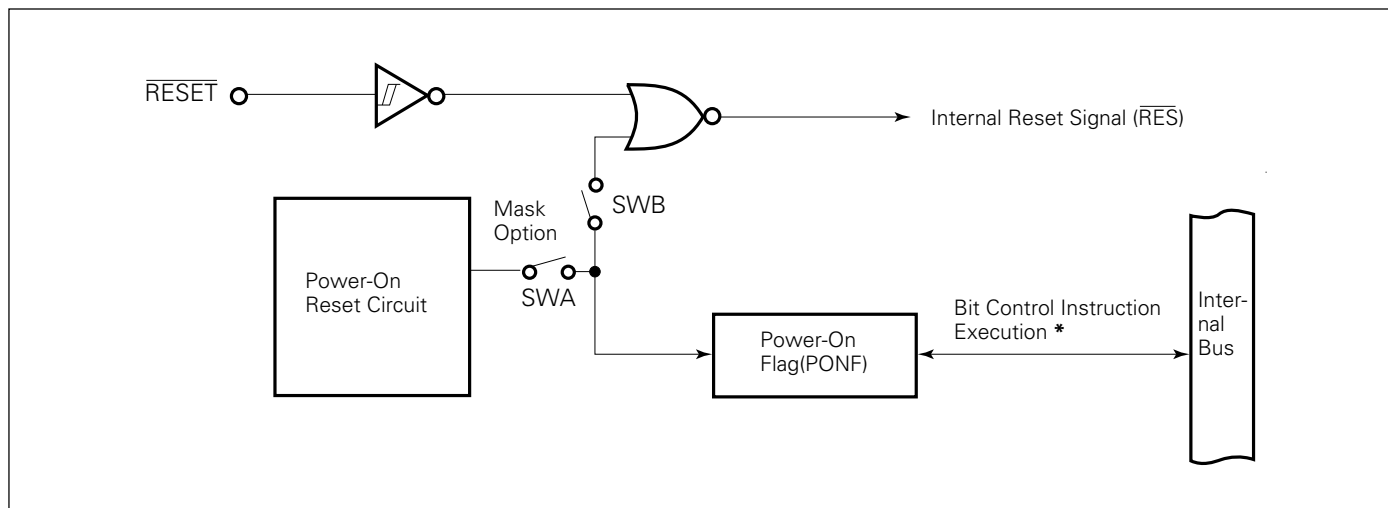 RESET
Internal Reset Signal (RES)
SWB
Mask
Option
SWA
Power-On
Reset Circuit
Power-On
Flag(PONF)
Bit Control Instruction
Execution *
Inter-
nal
Bus